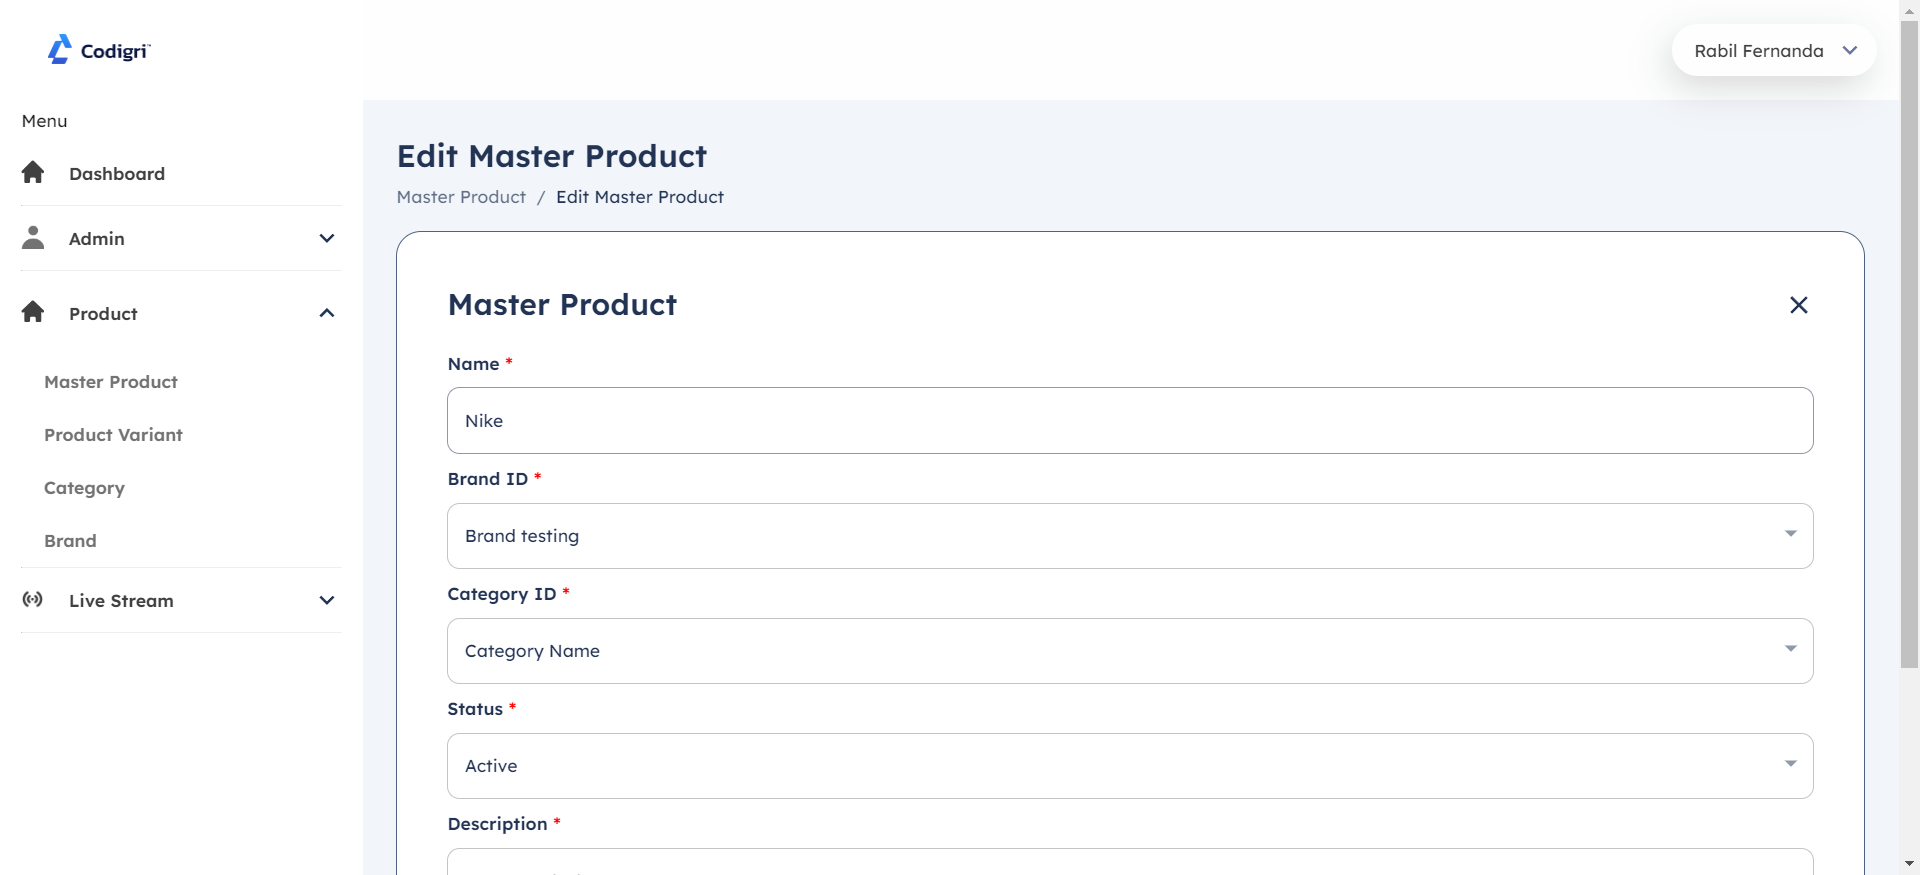 Codigri™
Rabil Fernanda
Menu
Dashboard
Admin
Product
Master Product
Product Variant
Category
Brand
Live Stream
Edit Master Product
Master Product / Edit Master Product
Master Product
Name *
Nike
Brand ID *
Brand testing
Category ID *
Category Name
Status *
Active
Description *